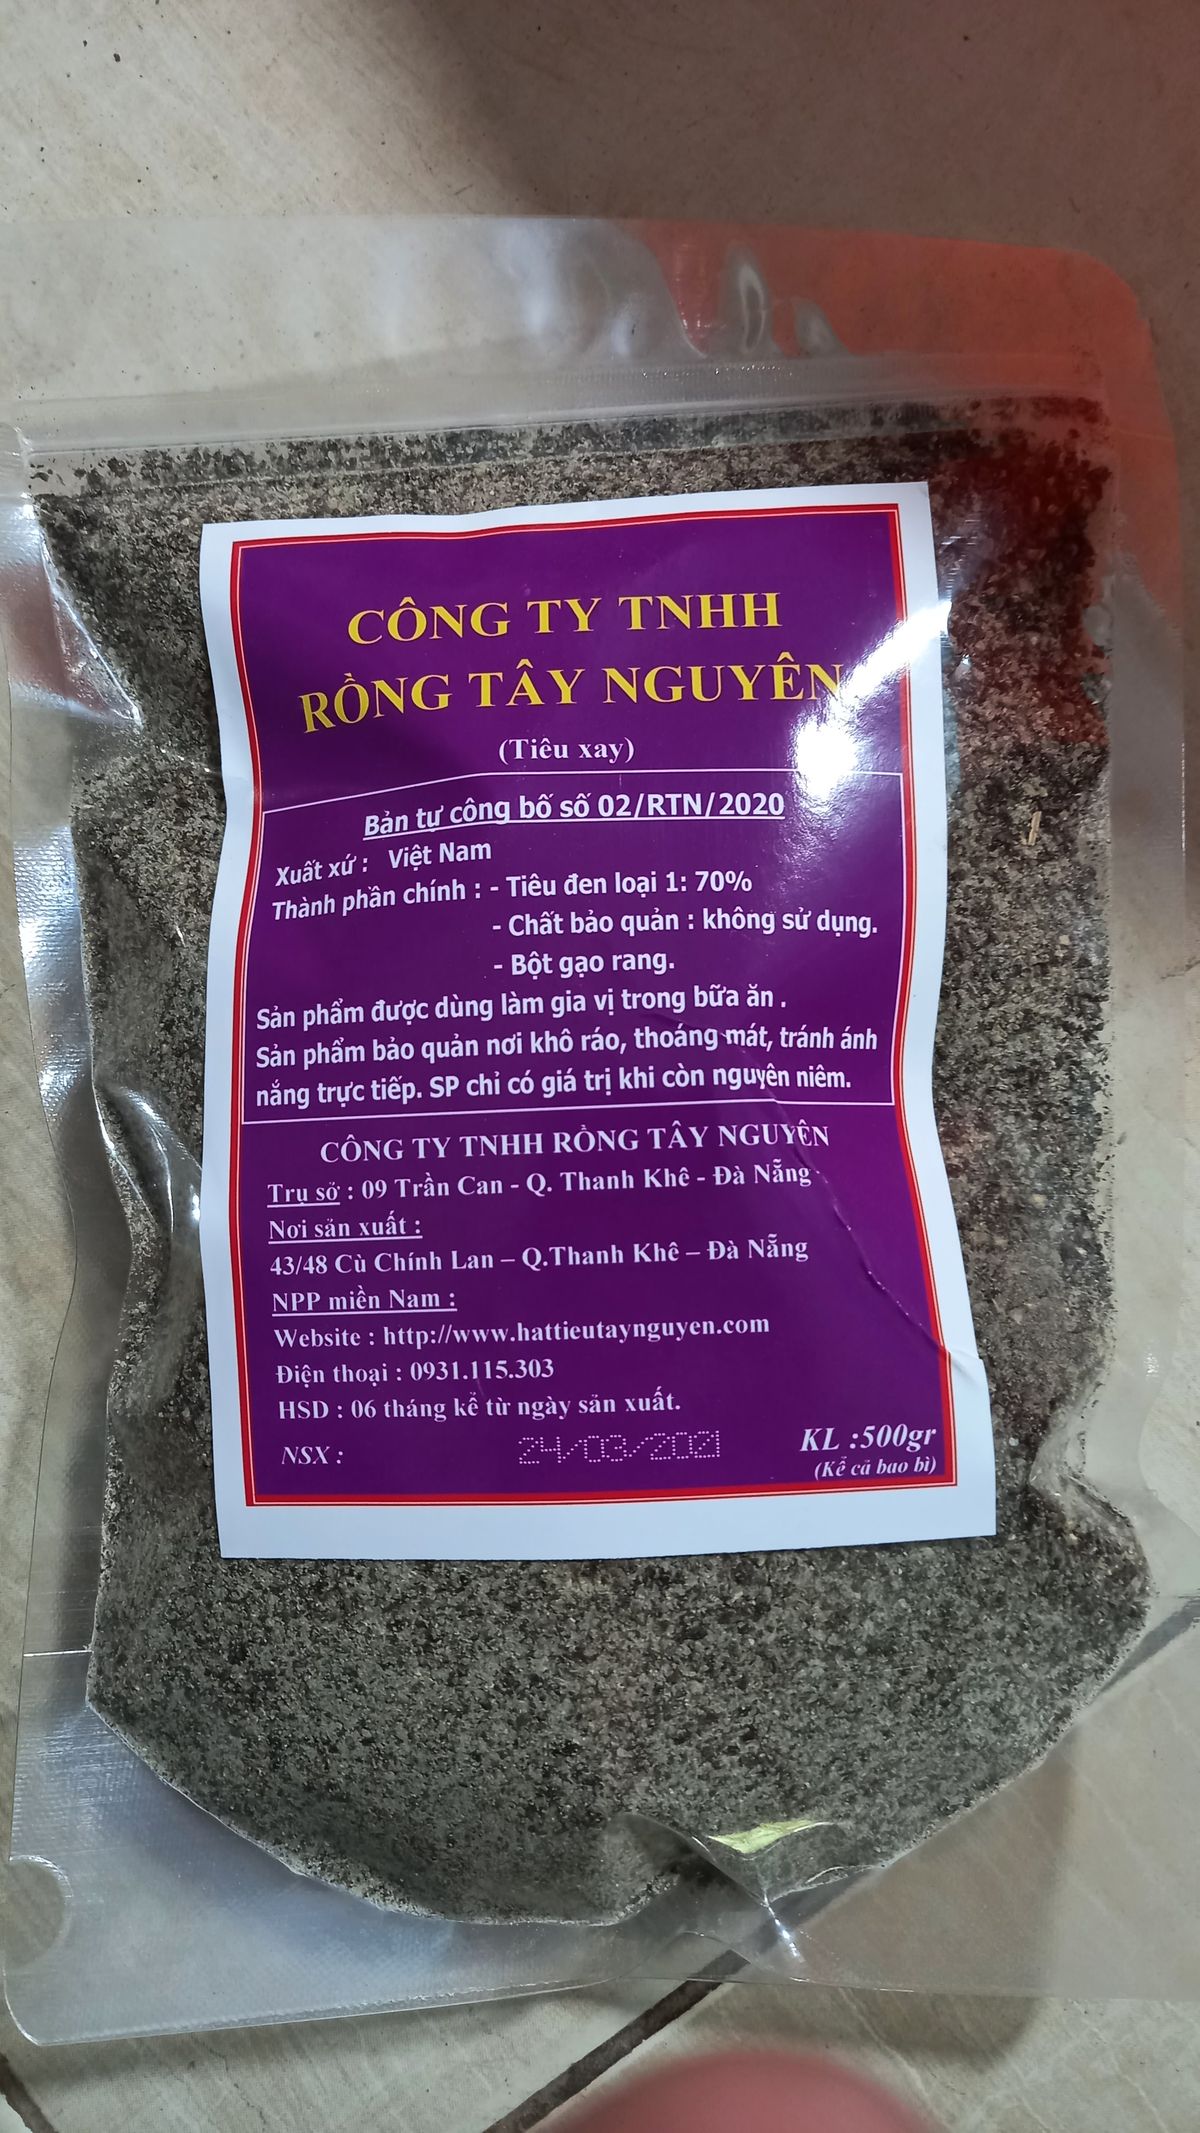 CÔNG TY TNHH
RỒNG TÂY NGUYÊN
(Tiêu xay)
Bản tự công bố số 02/RTN/2020
Xuất xứ : Việt Nam
Thành phần chính : - Tiêu đen loại 1: 70%
- Chất bảo quản : không sử dụng.
- Bột gạo rang.
Sản phẩm được dùng làm gia vị trong bữa ăn .
Sản phẩm bảo quản nơi khô ráo, thoáng mát, tránh ánh
nắng trực tiếp. SP chỉ có giá trị khi còn nguyên niêm.
CÔNG TY TNHH RỒNG TÂY NGUYÊN
Trụ sở : 09 Trần Can - Q. Thanh Khê - Đà Nẵng
Nơi sản xuất :
43/48 Cù Chính Lan – Q.Thanh Khê – Đà Nẵng
NPP miền Nam :
Website : http://www.hattieutaynguyen.com
Điện thoại : 0931.115.303
HSD : 06 tháng kể từ ngày sản xuất.
NSX : 24/03/2021
KL :500gr
(Kể cả bao bì)